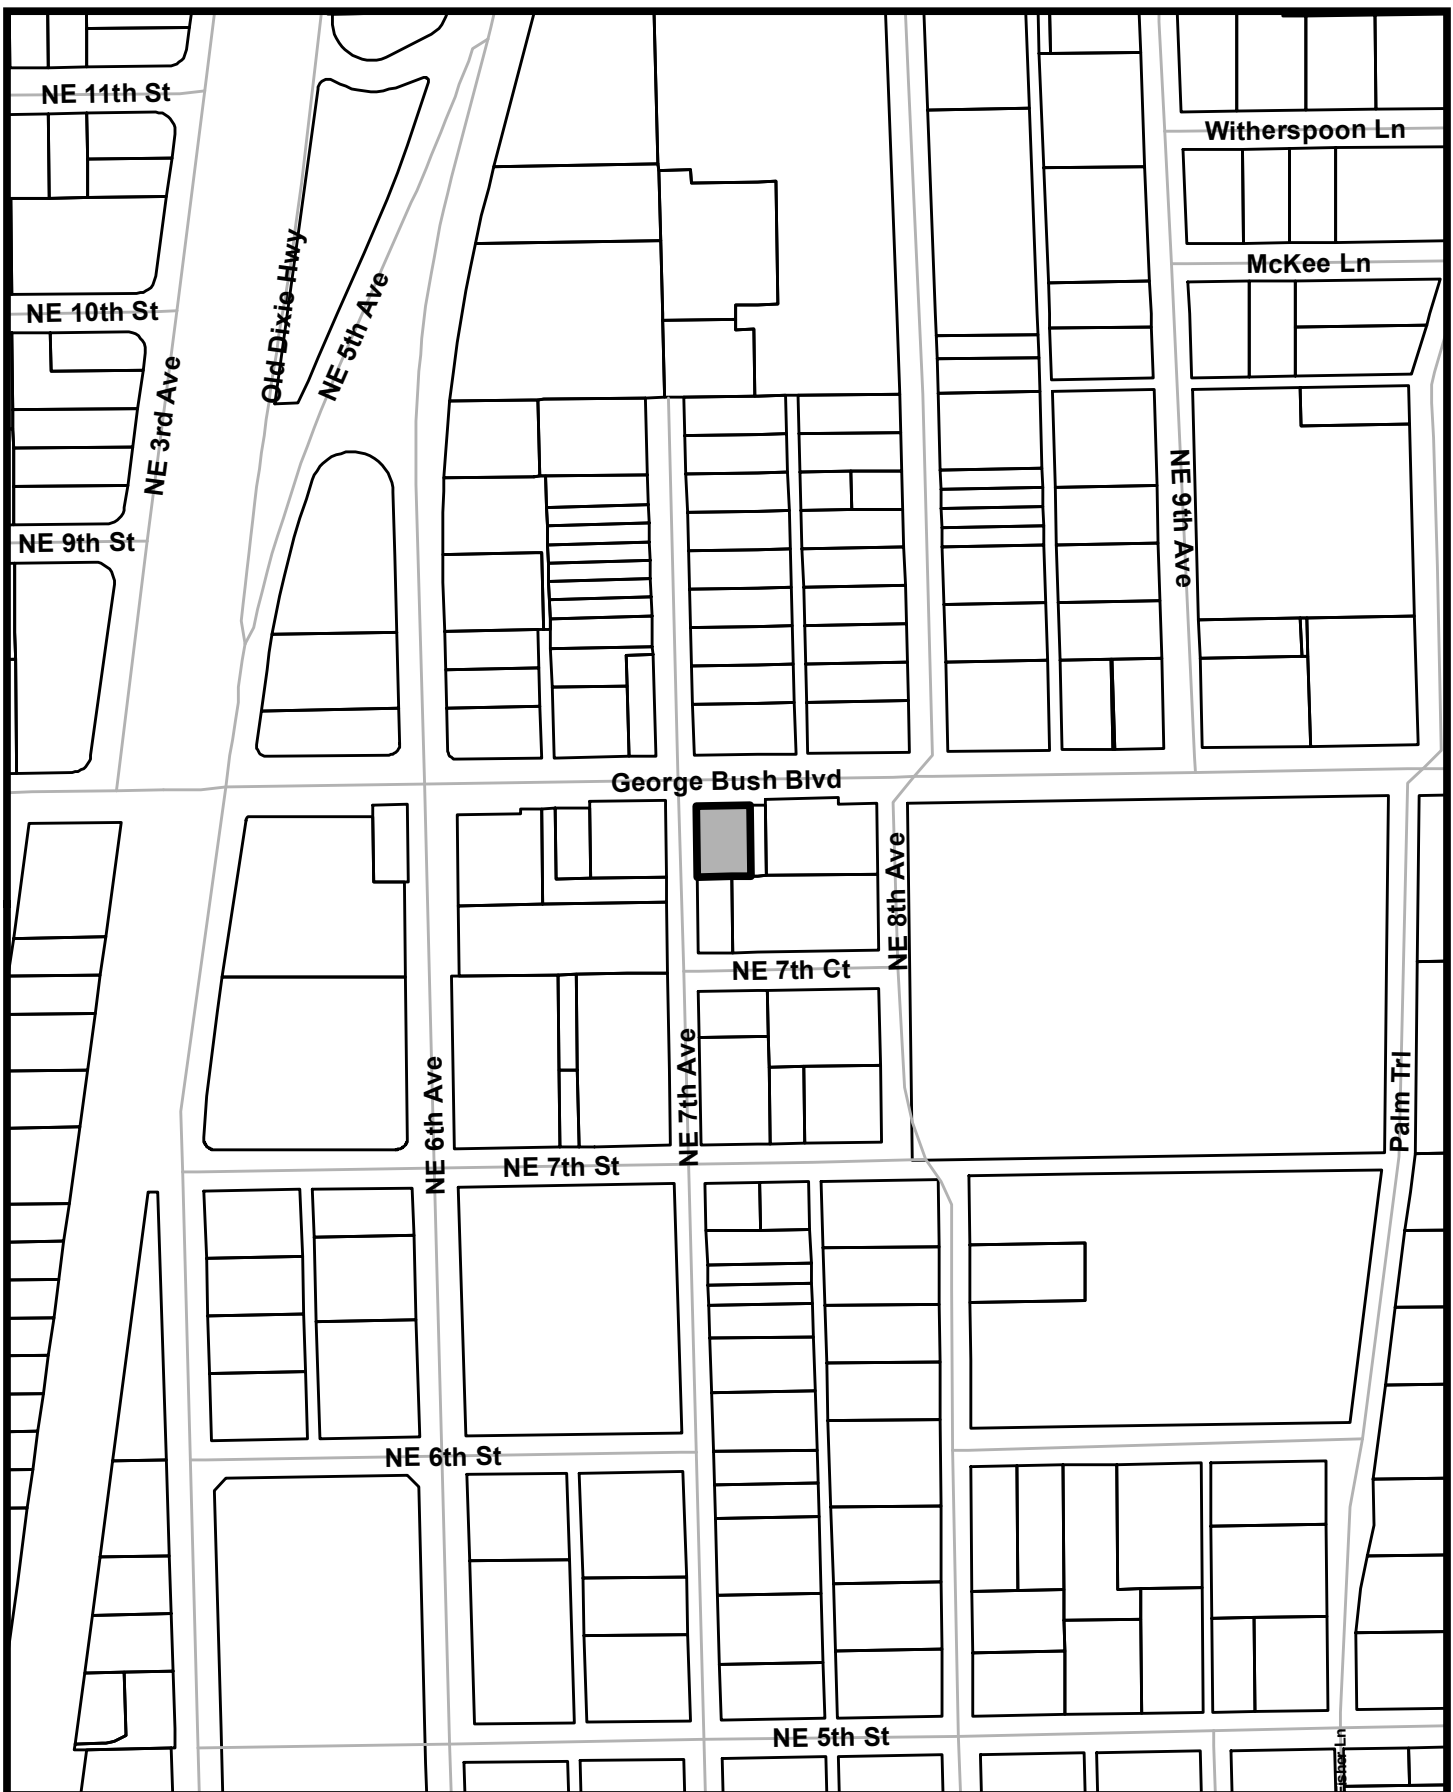 NE 11th St
Witherspoon Ln
McKee Ln
NE 10th St
Old Dixie Hwy
NE 5th Ave
NE 3rd Ave
NE 9th St
NE 9th Ave
George Bush Blvd
NE 8th Ave
NE 7th Ct
NE 6th Ave
NE 7th Ave
Palm Trl
NE 7th St
NE 6th St
NE 5th St